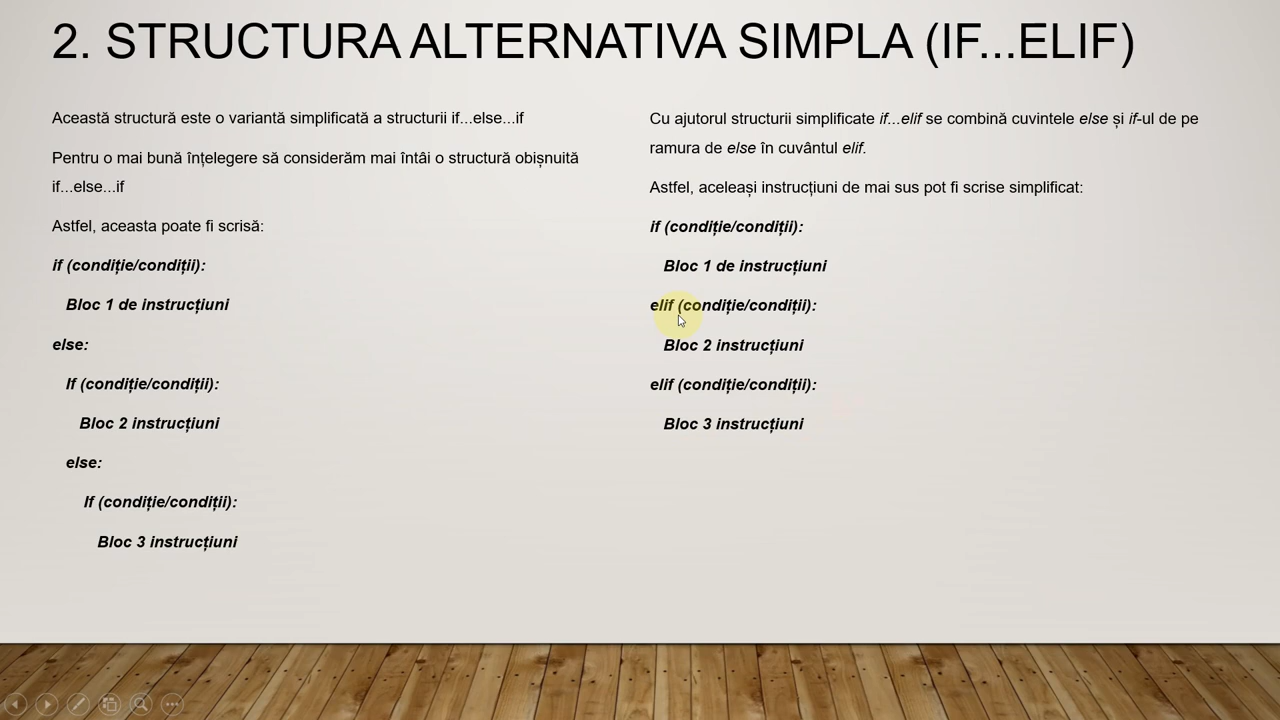 2. STRUCTURA ALTERNATIVA SIMPLA (IF...ELIF)
Această structură este o variantă simplificată a structurii if...else...if
Pentru o mai bună înțelegere să considerăm mai întâi o structură obișnuită
if...else...if
Astfel, aceasta poate fi scrisă:
if (condiție/condiții):
Bloc 1 de instrucțiuni
else:
If (condiție/condiții):
Bloc 2 instrucțiuni
else:
If (condiție/condiții):
Bloc 3 instrucțiuni
Cu ajutorul structurii simplificate if...elif se combină cuvintele else și if-ul de pe
ramura de else în cuvântul elif.
Astfel, aceleași instrucțiuni de mai sus pot fi scrise simplificat:
if (condiție/condiții):
Bloc 1 de instrucțiuni
elif (condiție/condiții):
Bloc 2 instrucțiuni
elif (condiție/condiții):
Bloc 3 instrucțiuni